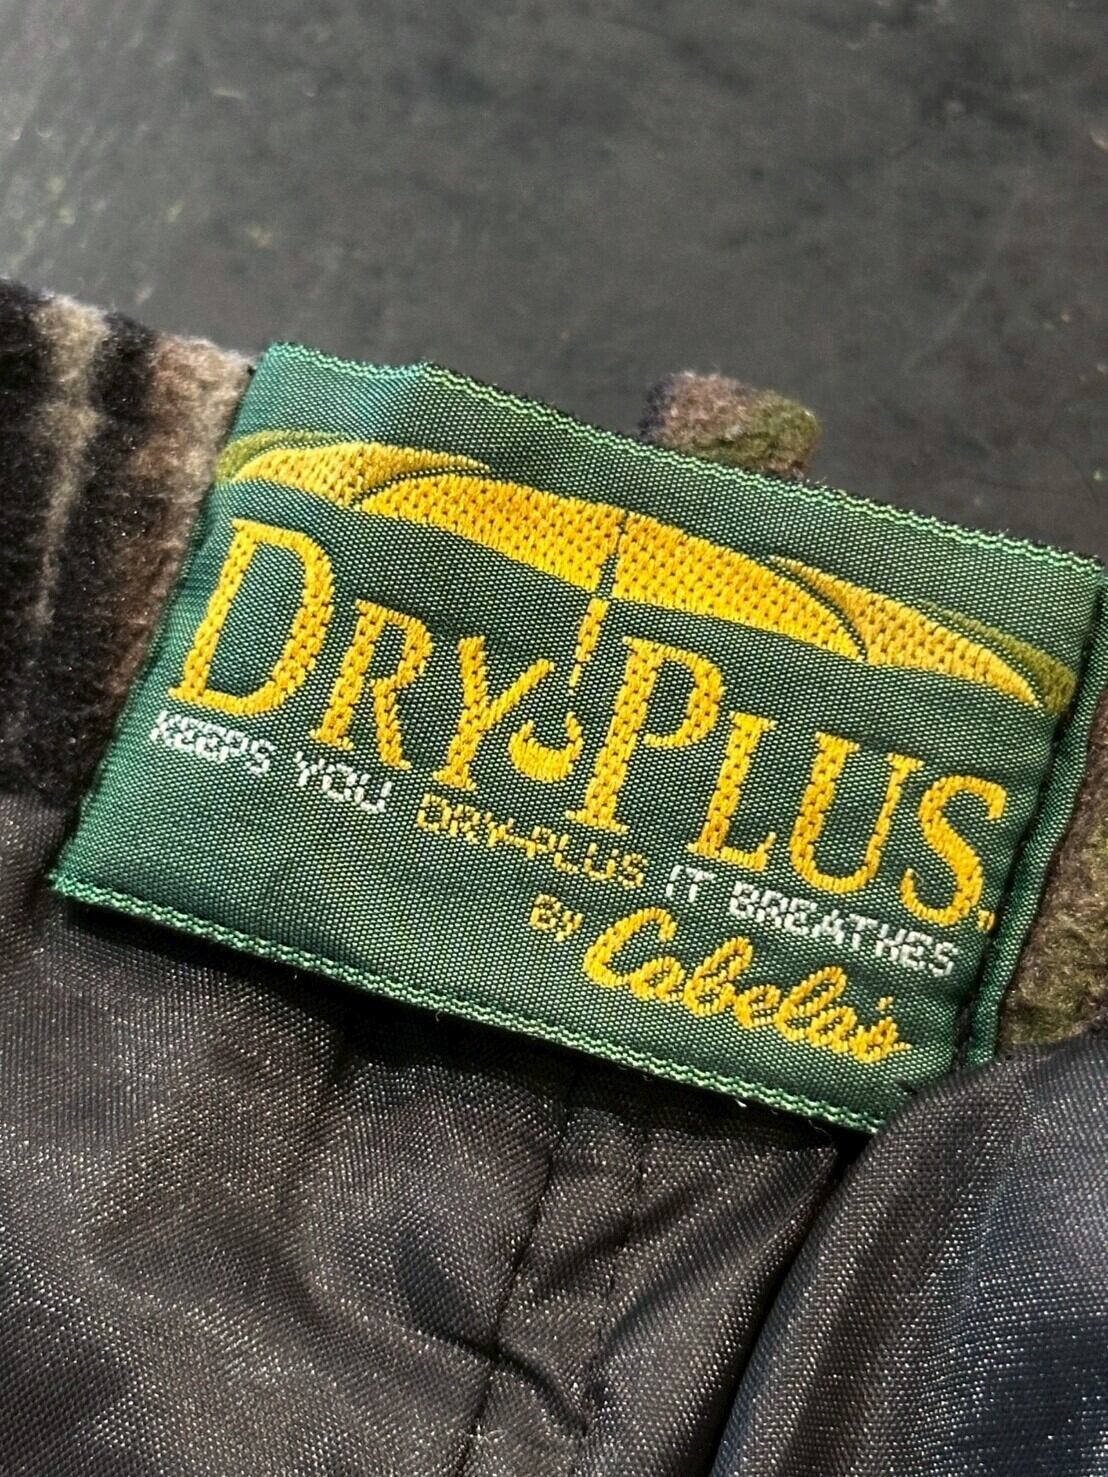 DRY-PLUS.
KEEPS YOU DRY-PLUS IT BREATHES
By Cabela's